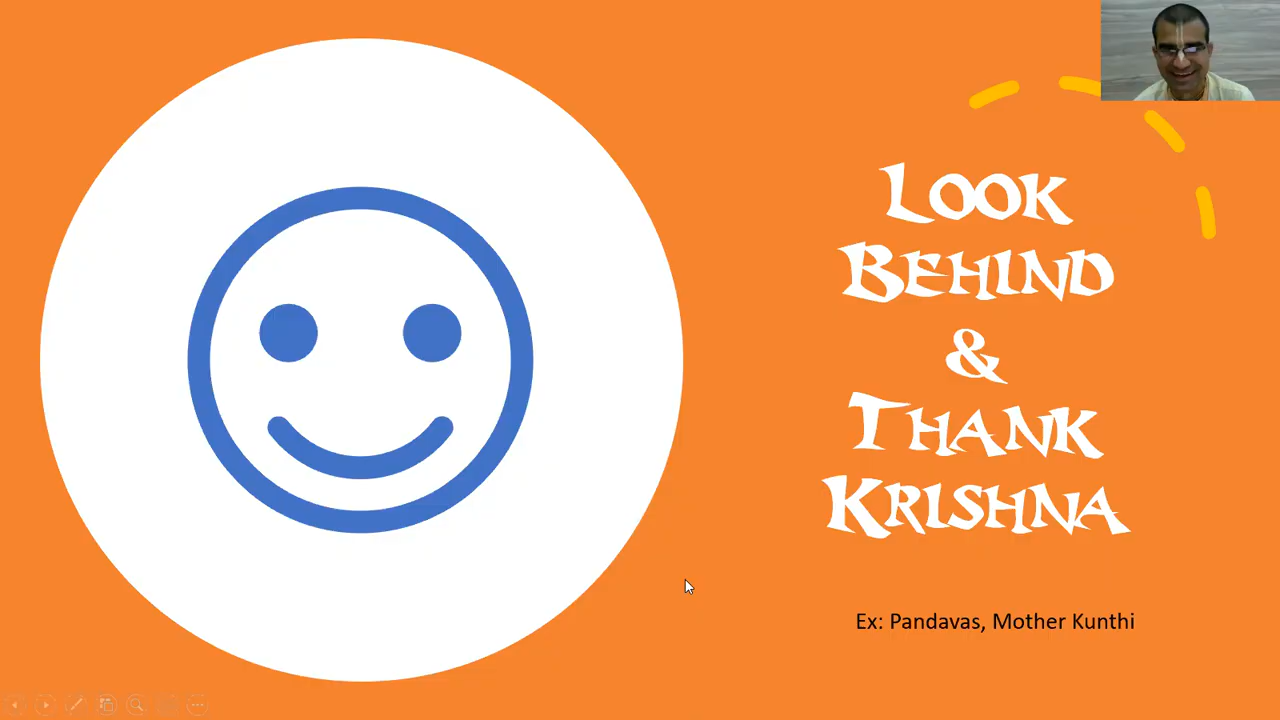 Look
Behind
&
Thank
Krishna
Ex: Pandavas, Mother Kunthi